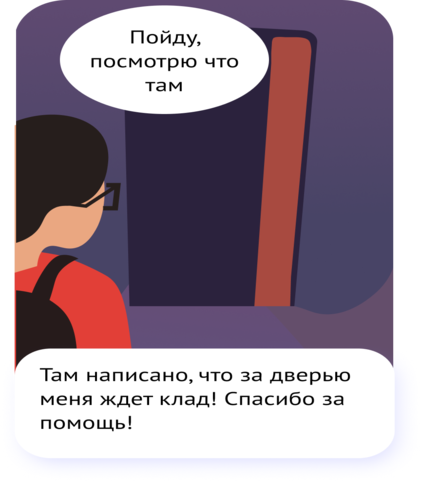 Пойду,
посмотрю что
там
Там написано, что за дверью
меня ждет клад! Спасибо за
помощь!